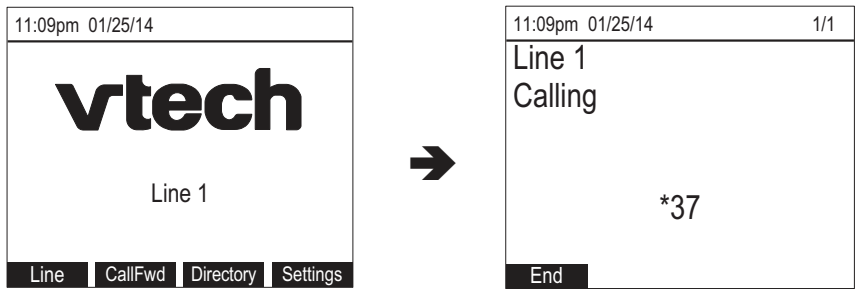 11:09pm 01/25/14
vtech
Line 1
Line CallFwd Directory Settings
11:09pm 01/25/14 1/1
Line 1
Calling
*37
End